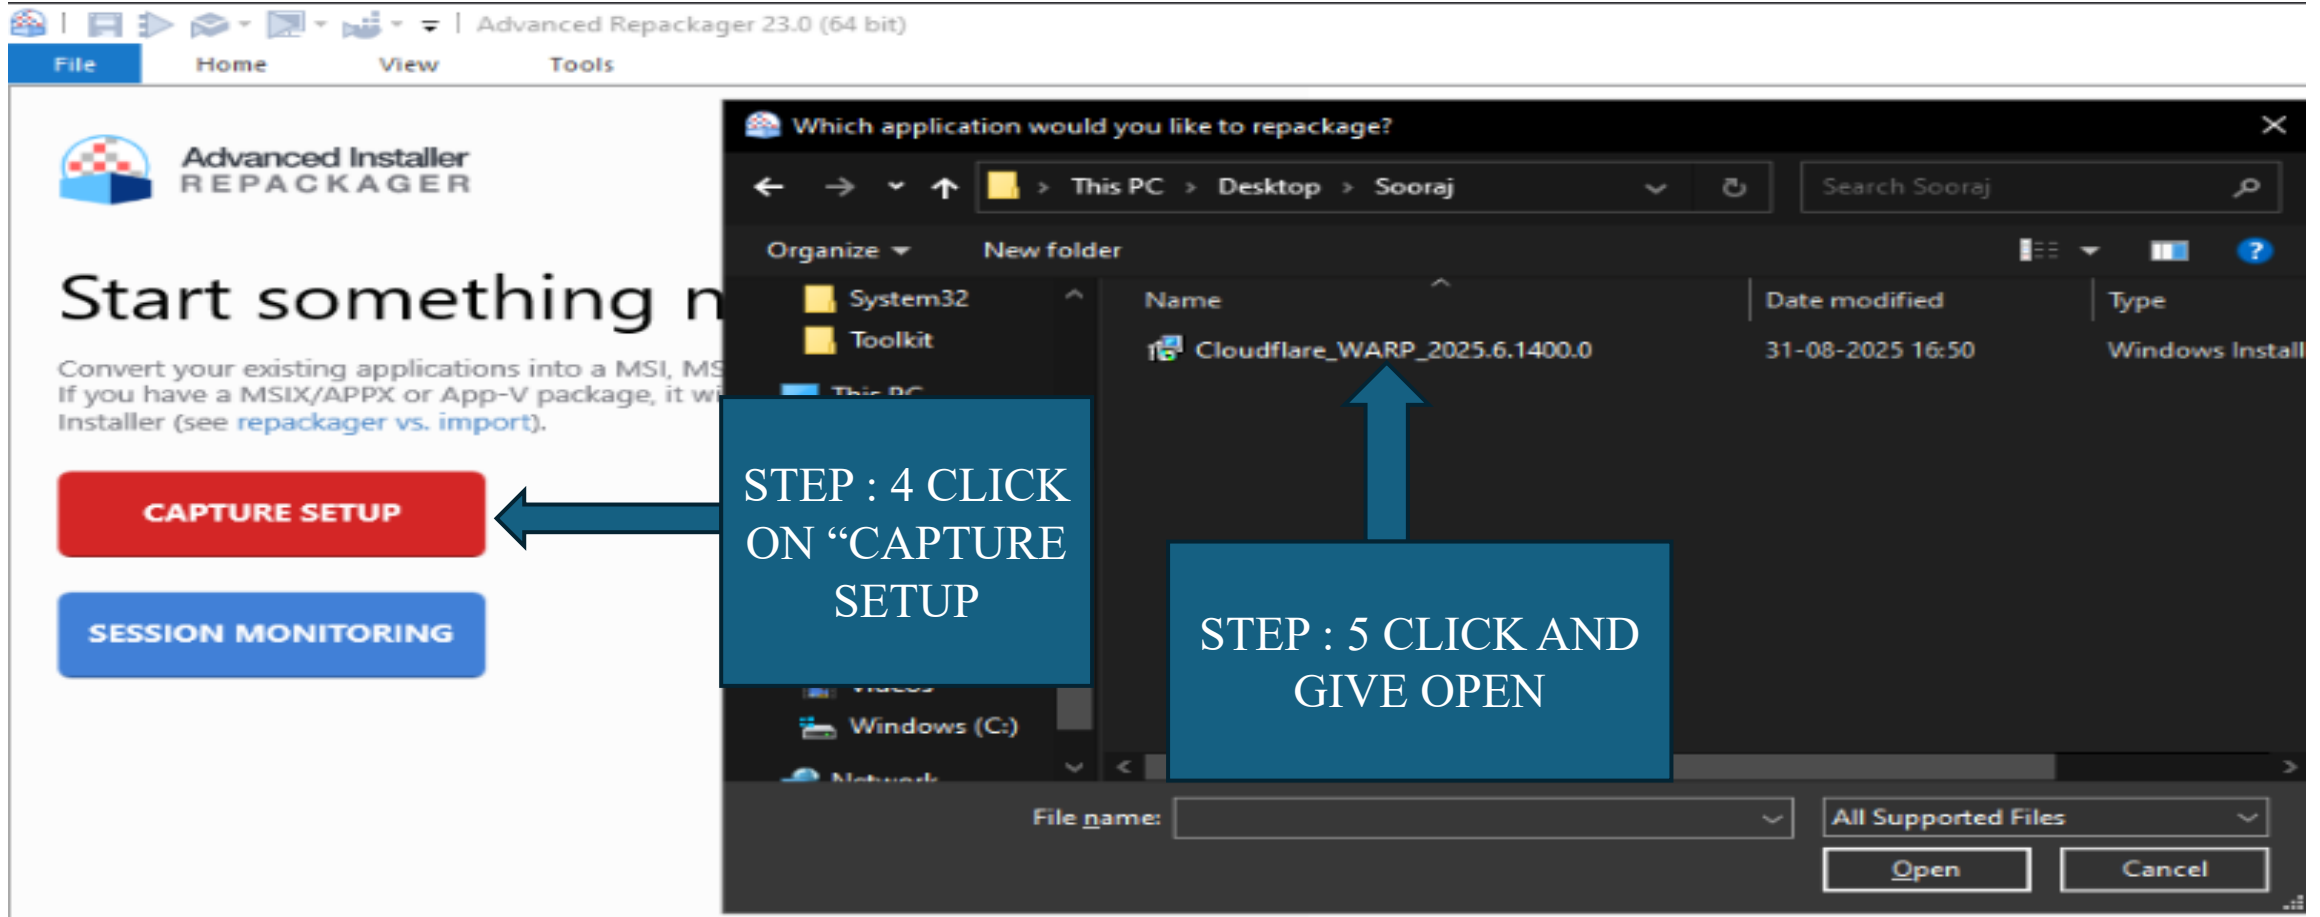 Advanced Repackager 23.0 (64 bit)
File Home View Tools
Advanced Installer
REPACKAGER
Start something n
Convert your existing applications into a MSI, MS
If you have a MSIX/APPX or App-V package, it wi
Installer (see repackager vs. import).
CAPTURE SETUP
SESSION MONITORING
Which application would you like to repackage?
This PC > Desktop > Sooraj
Search Sooraj
Organize
New folder
System32
Toolkit
This PC
Videos
Windows (C:)
Network
Name Date modified Type
Cloudflare_WARP_2025.6.1400.0 31-08-2025 16:50 Windows Install
STEP : 4 CLICK
ON “CAPTURE
SETUP
STEP : 5 CLICK AND
GIVE OPEN
File name:
All Supported Files
Open
Cancel